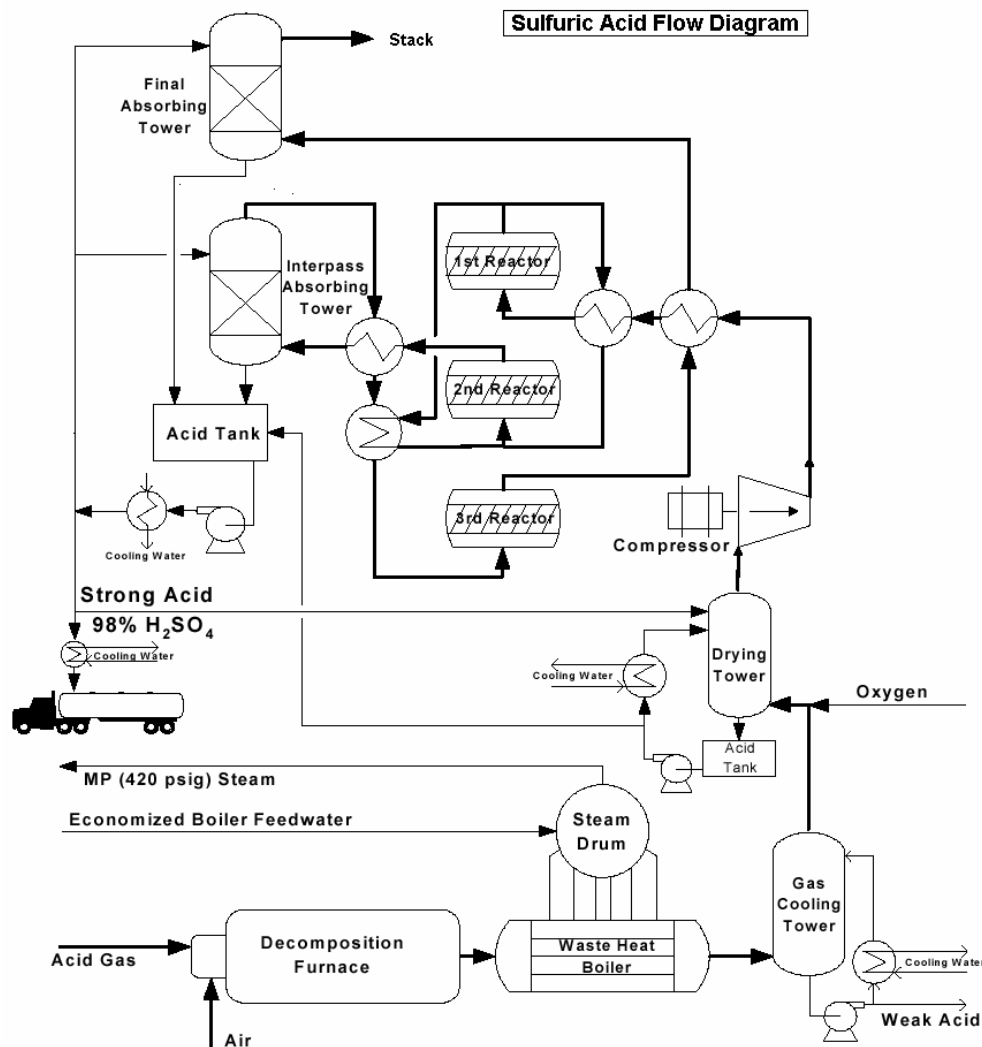 Sulfuric Acid Flow Diagram
Stack
Final
Absorbing
Tower
Interpass
Absorbing
Tower
1st Reactor
2nd Reactor
3rd Reactor
Acid Tank
Cooling Water
Compressor
Strong Acid
98% H₂SO₄
Cooling Water
Drying
Tower
Cooling Water
Oxygen
Acid
Tank
MP (420 psig) Steam
Economized Boiler Feedwater
Steam
Drum
Gas
Cooling
Tower
Acid Gas
Decomposition
Furnace
Waste Heat
Boiler
Cooling Water
Weak Acid
Air